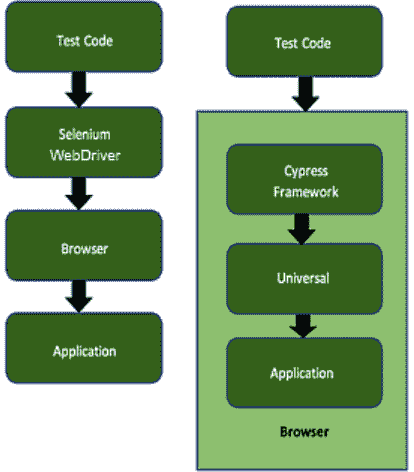 Test Code
Selenium
WebDriver
Browser
Application
Test Code
Cypress
Framework
Universal
Application
Browser